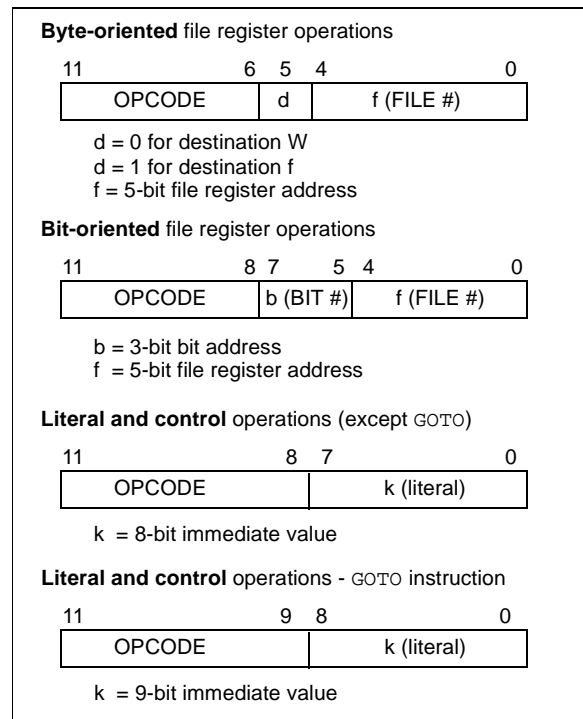 Byte-oriented file register operations
11 6 5 4 0
OPCODE d f (FILE #)
d = 0 for destination W
d = 1 for destination f
f = 5-bit file register address
Bit-oriented file register operations
11 8 7 5 4 0
OPCODE b (BIT #) f (FILE #)
b = 3-bit bit address
f = 5-bit file register address
Literal and control operations (except GOTO)
11 8 7 0
OPCODE k (literal)
k = 8-bit immediate value
Literal and control operations - GOTO instruction
11 9 8 0
OPCODE k (literal)
k = 9-bit immediate value